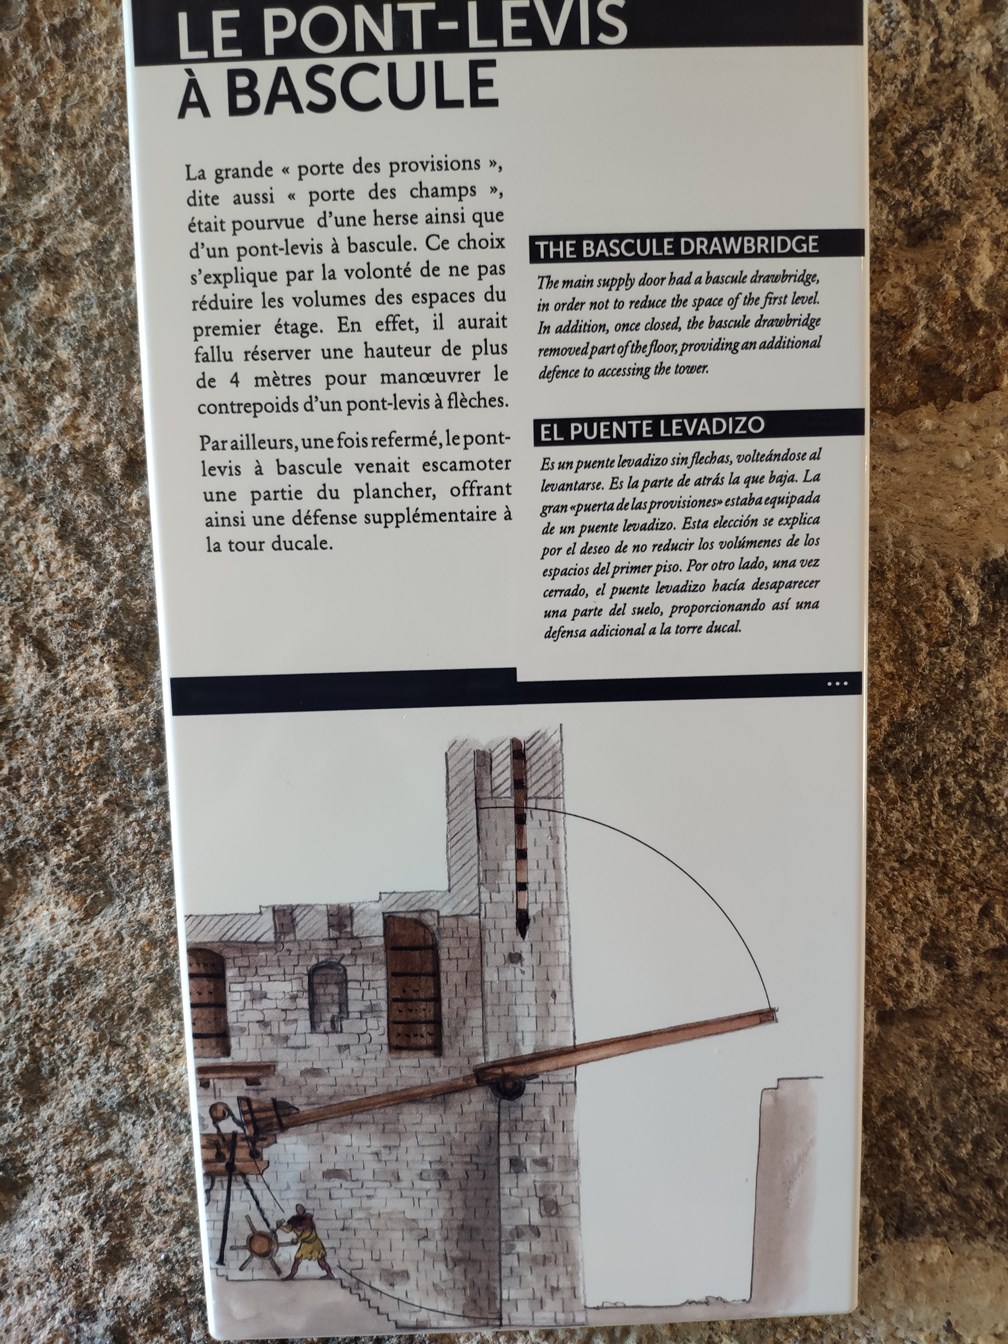 LE PONT-LEVIS
À BASCULE
La grande « porte des provisions »,
dite aussi « porte des champs »,
était pourvue d'une herse ainsi que
d'un pont-levis à bascule. Ce choix
s'explique par la volonté de ne pas
réduire les volumes des espaces du
premier étage. En effet, il aurait
fallu réserver une hauteur de plus
de 4 mètres pour manœuvrer le
contrepoids d'un pont-levis à flèches.
Par ailleurs, une fois refermé, le pont-
levis à bascule venait escamoter
une partie du plancher, offrant
ainsi une défense supplémentaire à
la tour ducale.
THE BASCULE DRAWBRIDGE
The main supply door had a bascule drawbridge,
in order not to reduce the space of the first level.
In addition, once closed, the bascule drawbridge
removed part of the floor, providing an additional
defence to accessing the tower.
EL PUENTE LEVADIZO
Es un puente levadizo sin flechas, volteándose al
levantarse. Es la parte de atrás la que baja. La
gran «puerta de las provisiones» estaba equipada
de un puente levadizo. Esta elección se explica
por el deseo de no reducir los volúmenes de los
espacios del primer piso. Por otro lado, una vez
cerrado, el puente levadizo hacía desaparecer
una parte del suelo, proporcionando así una
defensa adicional a la torre ducal.